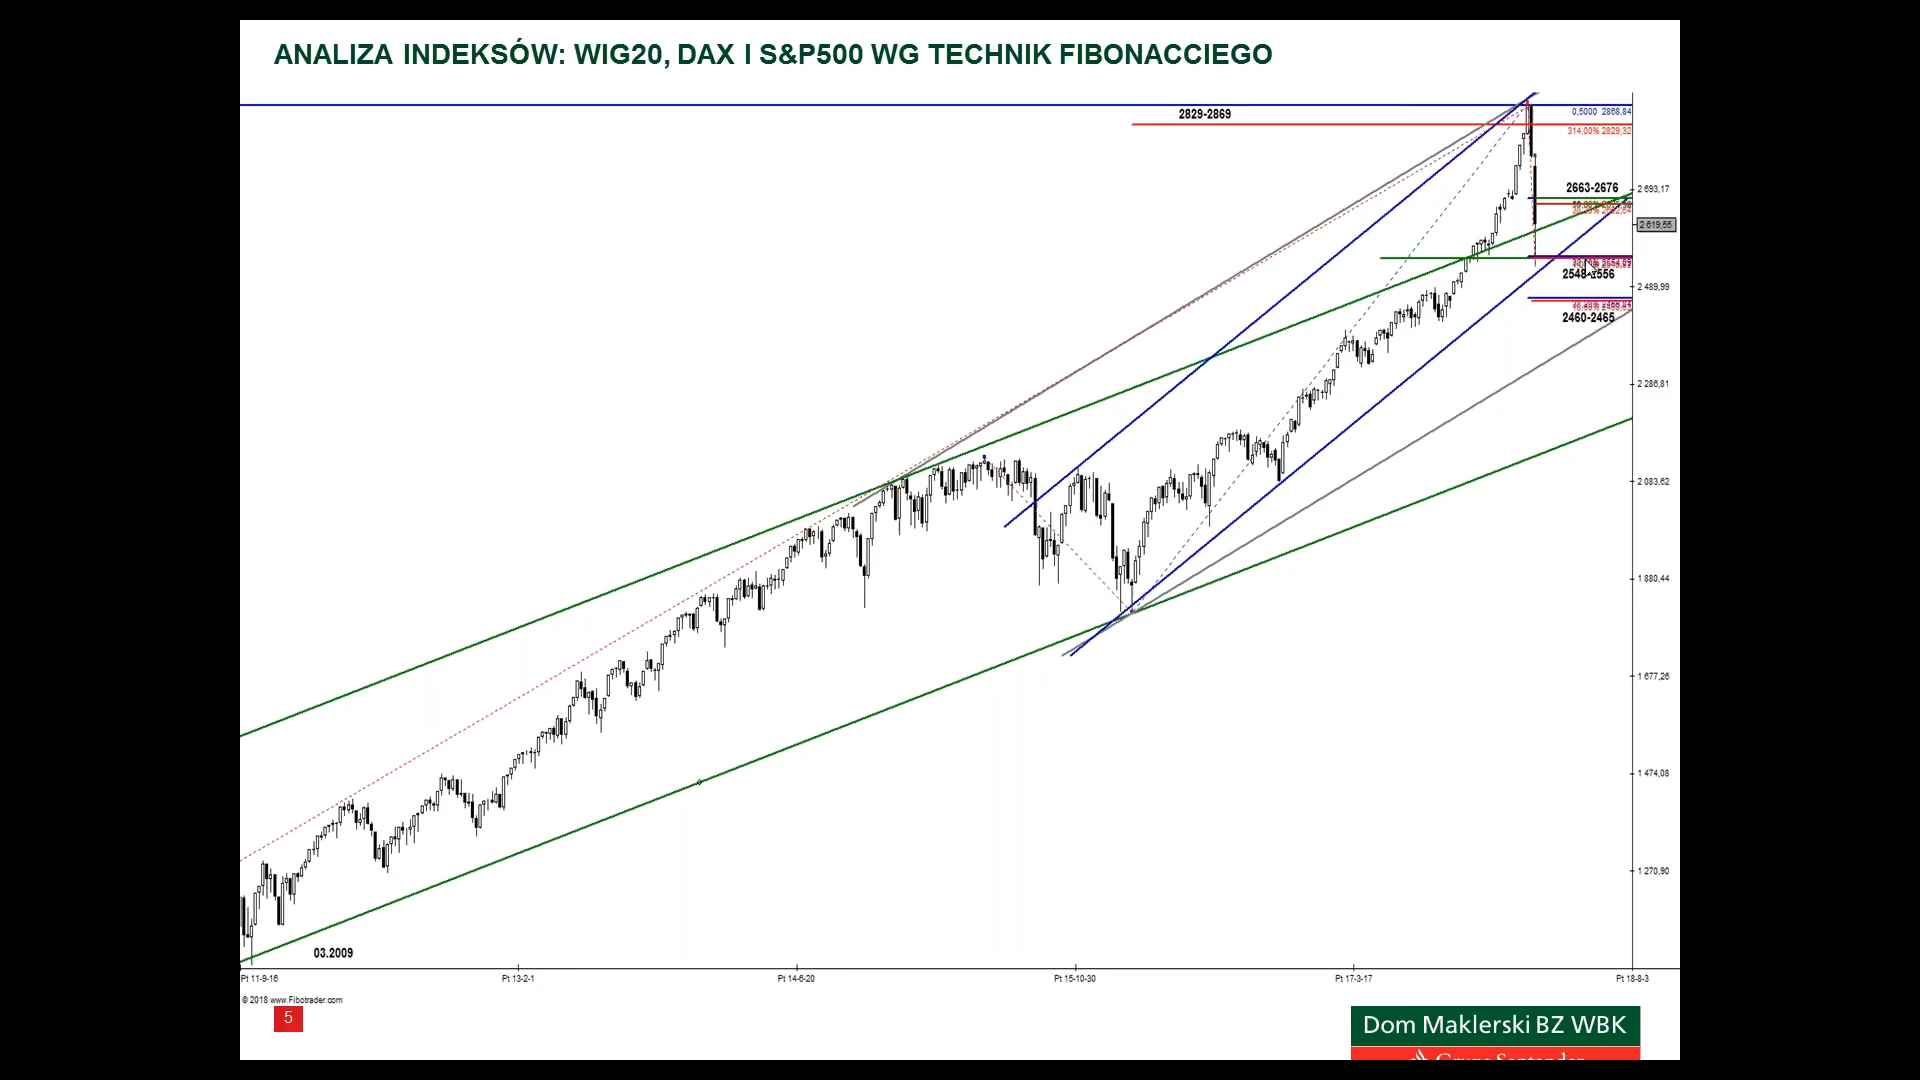 ANALIZA INDEKSÓW: WIG20, DAX I S&P500 WG TECHNIK FIBONACCIEGO
2829-2869
0,5000 2868,84
314,00% 2829,32
2663-2676
2 693,17
2 619,55
2 489,99
2460-2465
2 286,81
2 083,62
1 880,44
1 677,26
1 474,08
1 270,90
03.2009
Pt 11-9-16
Pt 13-2-1
Pt 14-6-20
Pt 15-10-30
Pt 17-3-17
Pt 18-8-3
© 2018 www.Fibotrader.com
5
Dom Maklerski BZ WBK
Grupa Santander